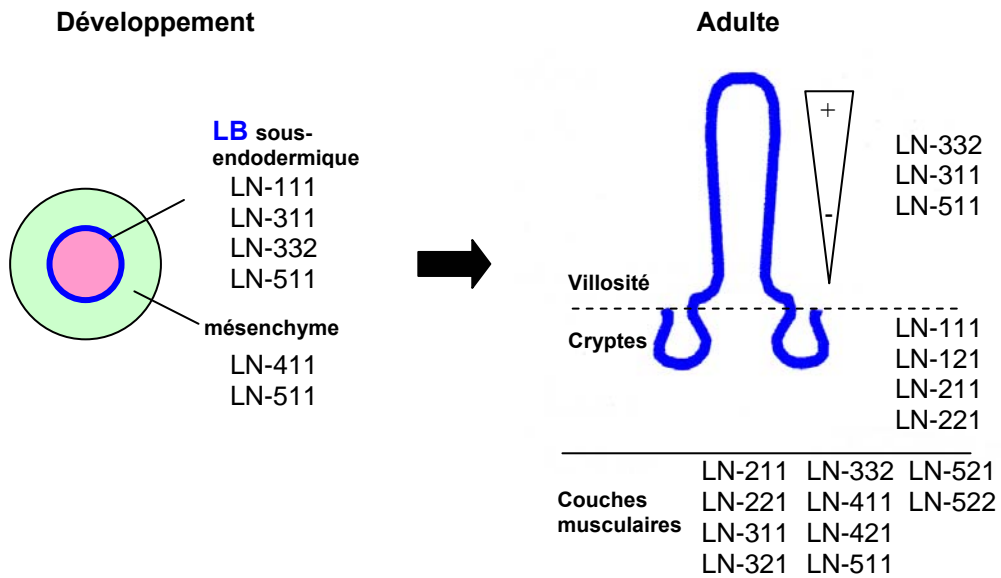 Développement
LB sous-
endodermique
LN-111
LN-311
LN-332
LN-511
mésenchyme
LN-411
LN-511
Adulte
+
-
LN-332
LN-311
LN-511
Villosité
Cryptes
LN-111
LN-121
LN-211
LN-221
Couches
musculaires
LN-211 LN-332 LN-521
LN-221 LN-411 LN-522
LN-311 LN-421
LN-321 LN-511